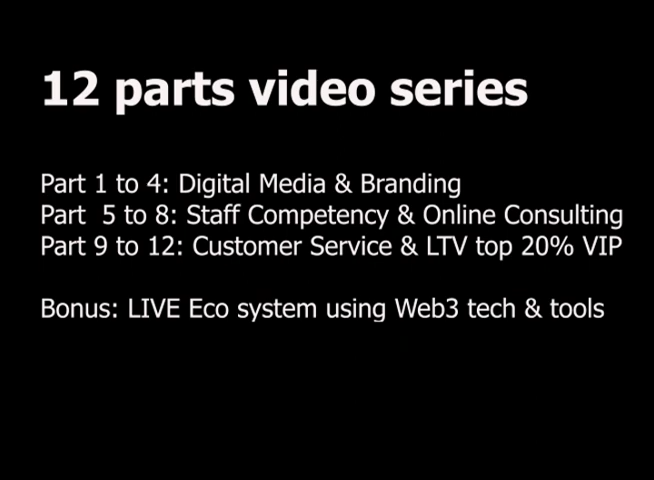 12 parts video series
Part 1 to 4: Digital Media & Branding
Part  5 to 8: Staff Competency & Online Consulting
Part 9 to 12: Customer Service & LTV top 20% VIP
Bonus: LIVE Eco system using Web3 tech & tools